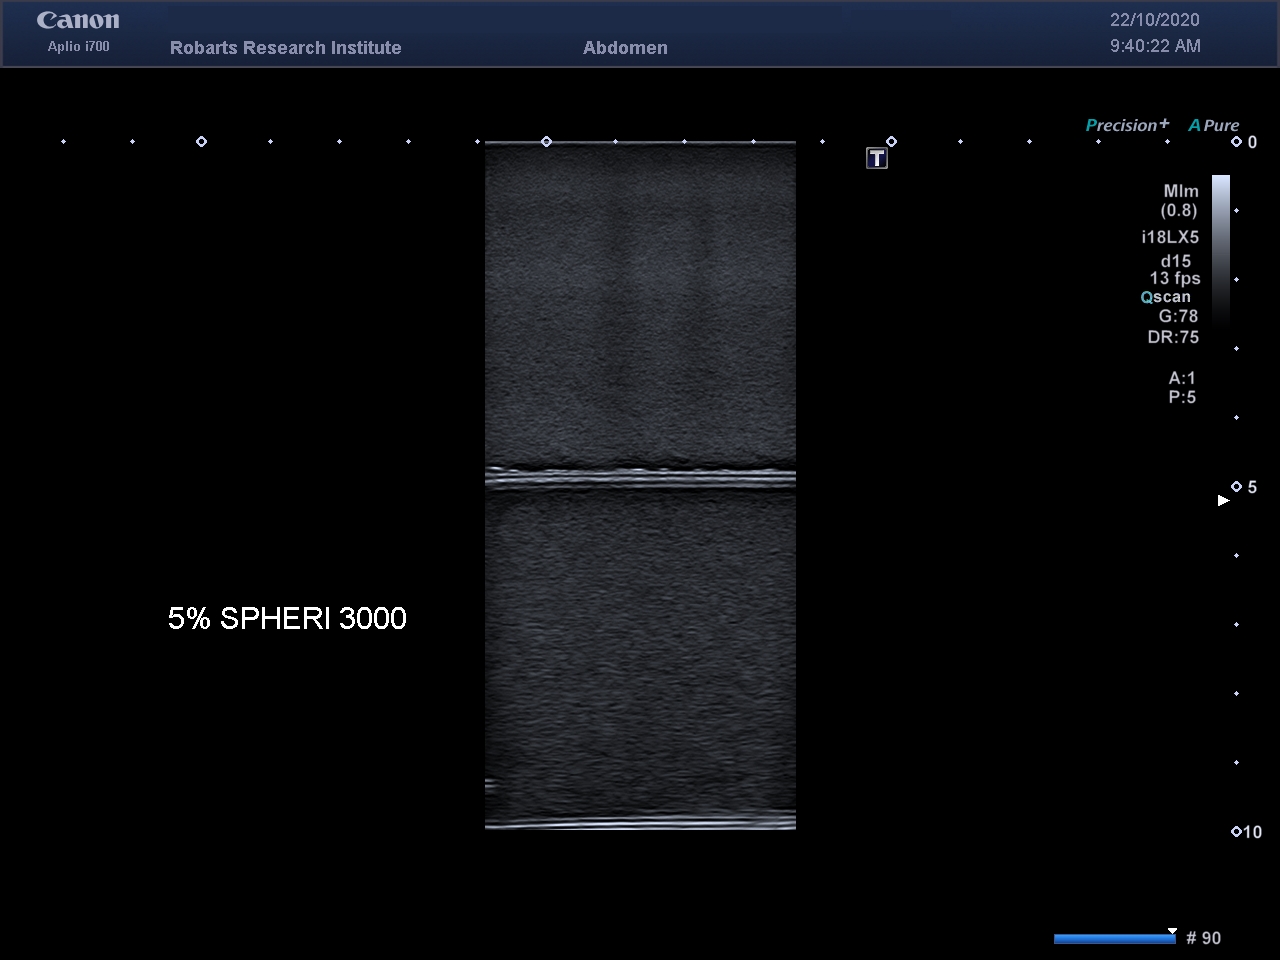 Canon
Aplio i700
Robarts Research Institute
Abdomen
22/10/2020
9:40:22 AM
Precision+ A Pure
0
T
MIm
(0.8)
i18LX5
d15
13 fps
Qscan
G:78
DR:75
A:1
P:5
5
5% SPHERI 3000
10
# 90